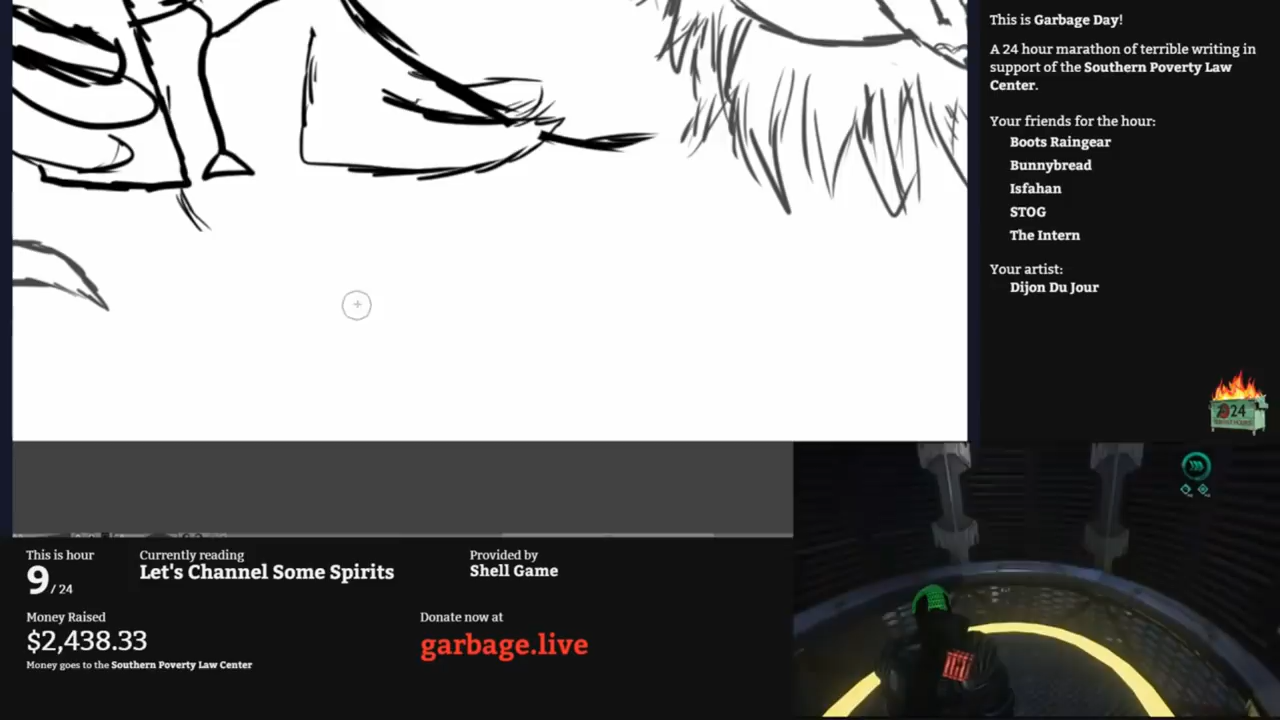 This is Garbage Day!
A 24 hour marathon of terrible writing in
support of the Southern Poverty Law
Center.
Your friends for the hour:
Boots Raingear
Bunnybread
Isfahan
STOG
The Intern
Your artist:
Dijon Du Jour
This is hour
9 / 24
Currently reading
Let's Channel Some Spirits
Provided by
Shell Game
Money Raised
$2,438.33
Money goes to the Southern Poverty Law Center
Donate now at
garbage.live